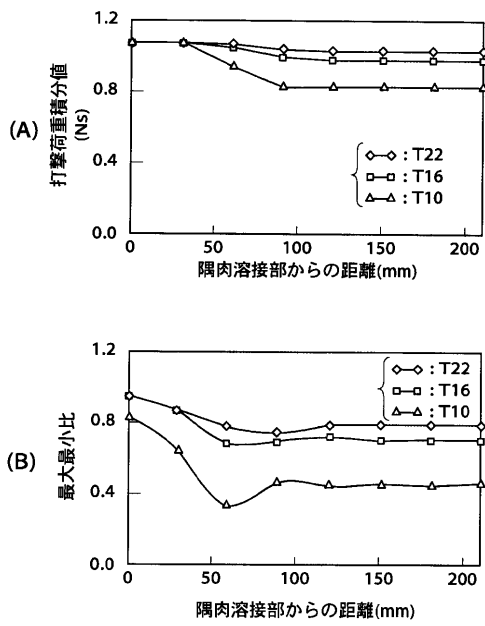 (A)
打撃荷重積分値
(Ns)
1.2
0.8
0.4
0.0
0
50
100
150
200
隅肉溶接部からの距離(mm)
: T22
: T16
: T10
(B)
最大最小比
1.2
0.8
0.4
0.0
0
50
100
150
200
隅肉溶接部からの距離(mm)
: T22
: T16
: T10